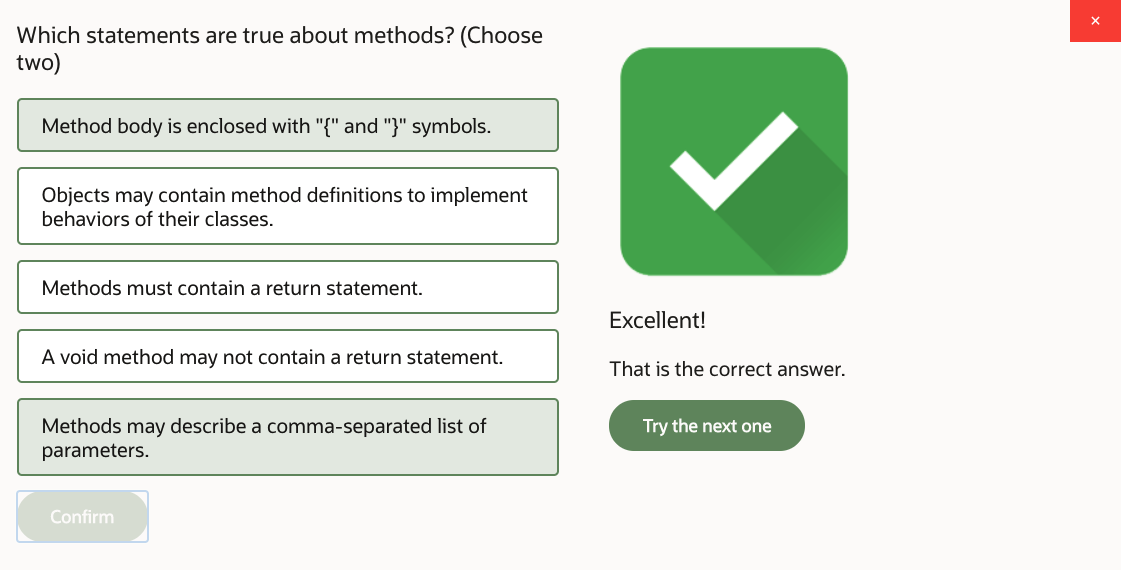 Which statements are true about methods? (Choose
two)
Method body is enclosed with "{" and "}" symbols.
Objects may contain method definitions to implement
behaviors of their classes.
Methods must contain a return statement.
A void method may not contain a return statement.
Methods may describe a comma-separated list of
parameters.
Confirm
×
Excellent!
That is the correct answer.
Try the next one